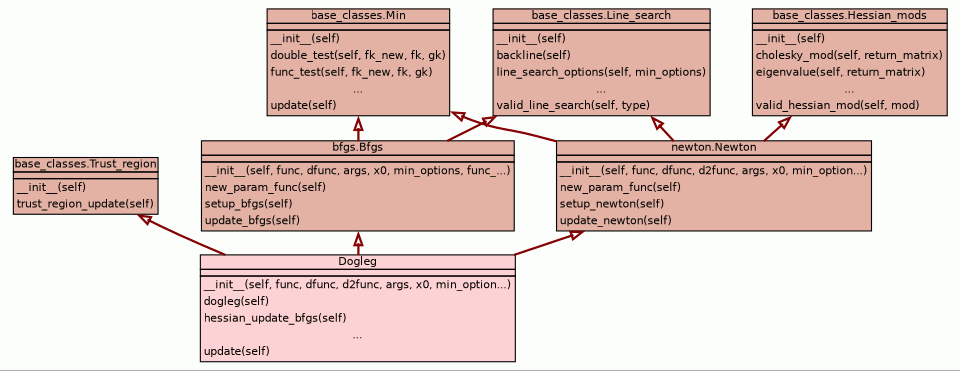 base_classes.Min
__init__(self)
double_test(self, fk_new, fk, gk)
func_test(self, fk_new, fk, gk)
...
update(self)
base_classes.Line_search
__init__(self)
backline(self)
line_search_options(self, min_options)
...
valid_line_search(self, type)
base_classes.Hessian_mods
__init__(self)
cholesky_mod(self, return_matrix)
eigenvalue(self, return_matrix)
...
valid_hessian_mod(self, mod)
base_classes.Trust_region
__init__(self)
trust_region_update(self)
bfgs.Bfgs
__init__(self, func, dfunc, args, x0, min_options, func_...)
new_param_func(self)
setup_bfgs(self)
update_bfgs(self)
newton.Newton
__init__(self, func, dfunc, d2func, args, x0, min_option...)
new_param_func(self)
setup_newton(self)
update_newton(self)
Dogleg
__init__(self, func, dfunc, d2func, args, x0, min_option...)
dogleg(self)
hessian_update_bfgs(self)
...
update(self)